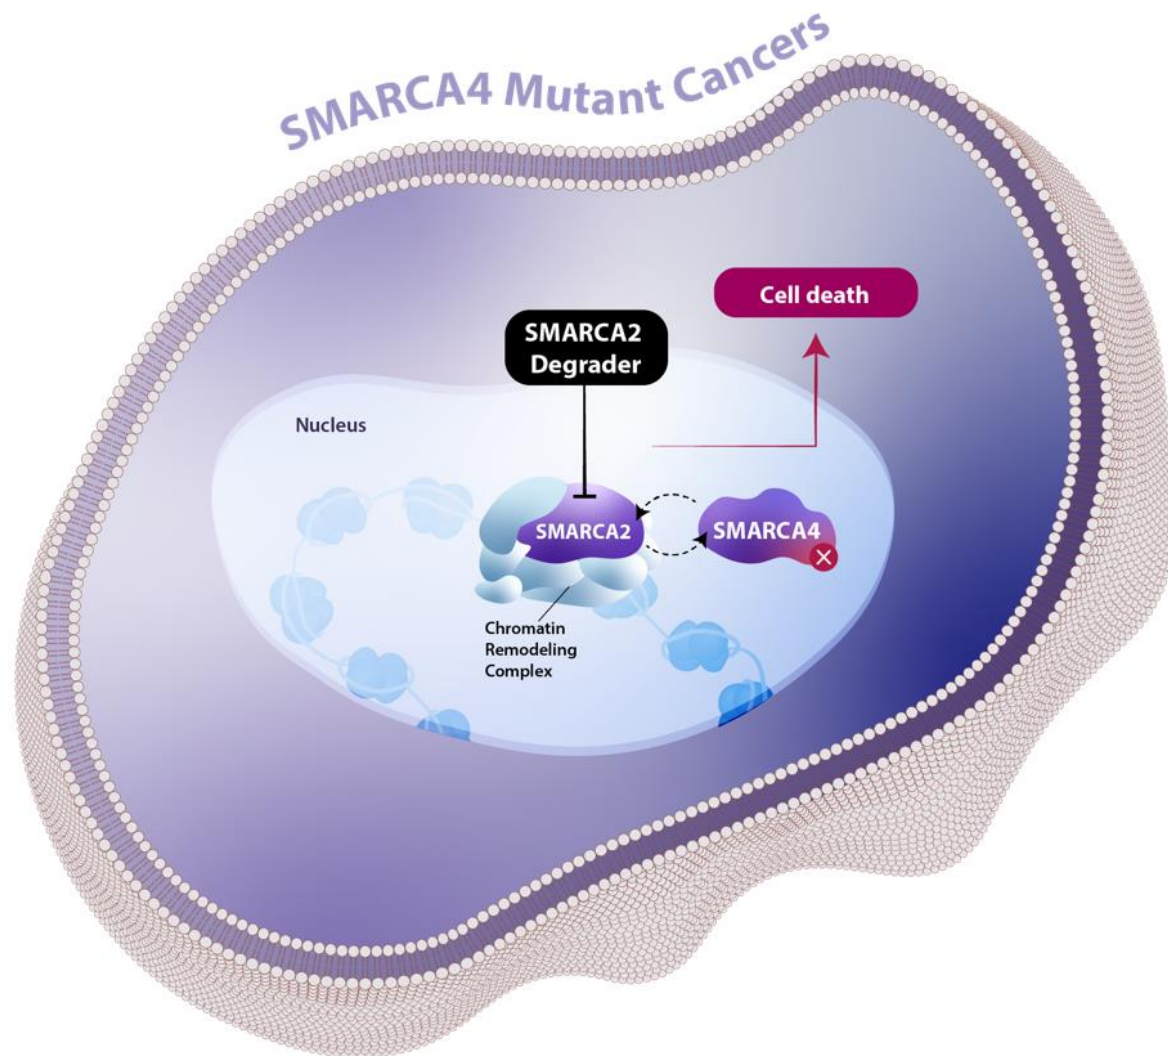 SMARCA4 Mutant Cancers
Cell death
SMARCA2
Degrader
Nucleus
SMARCA2
SMARCA4
Chromatin
Remodeling
Complex